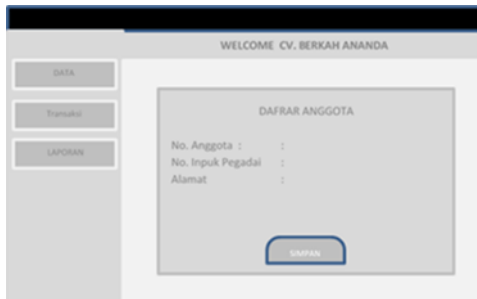 WELCOME CV. BERKAH ANANDA
DATA
Transaksi
LAPORAN
DAFRAR ANGGOTA
No. Anggota : :
No. Inpuk Pegadai :
Alamat :
SIMPAN